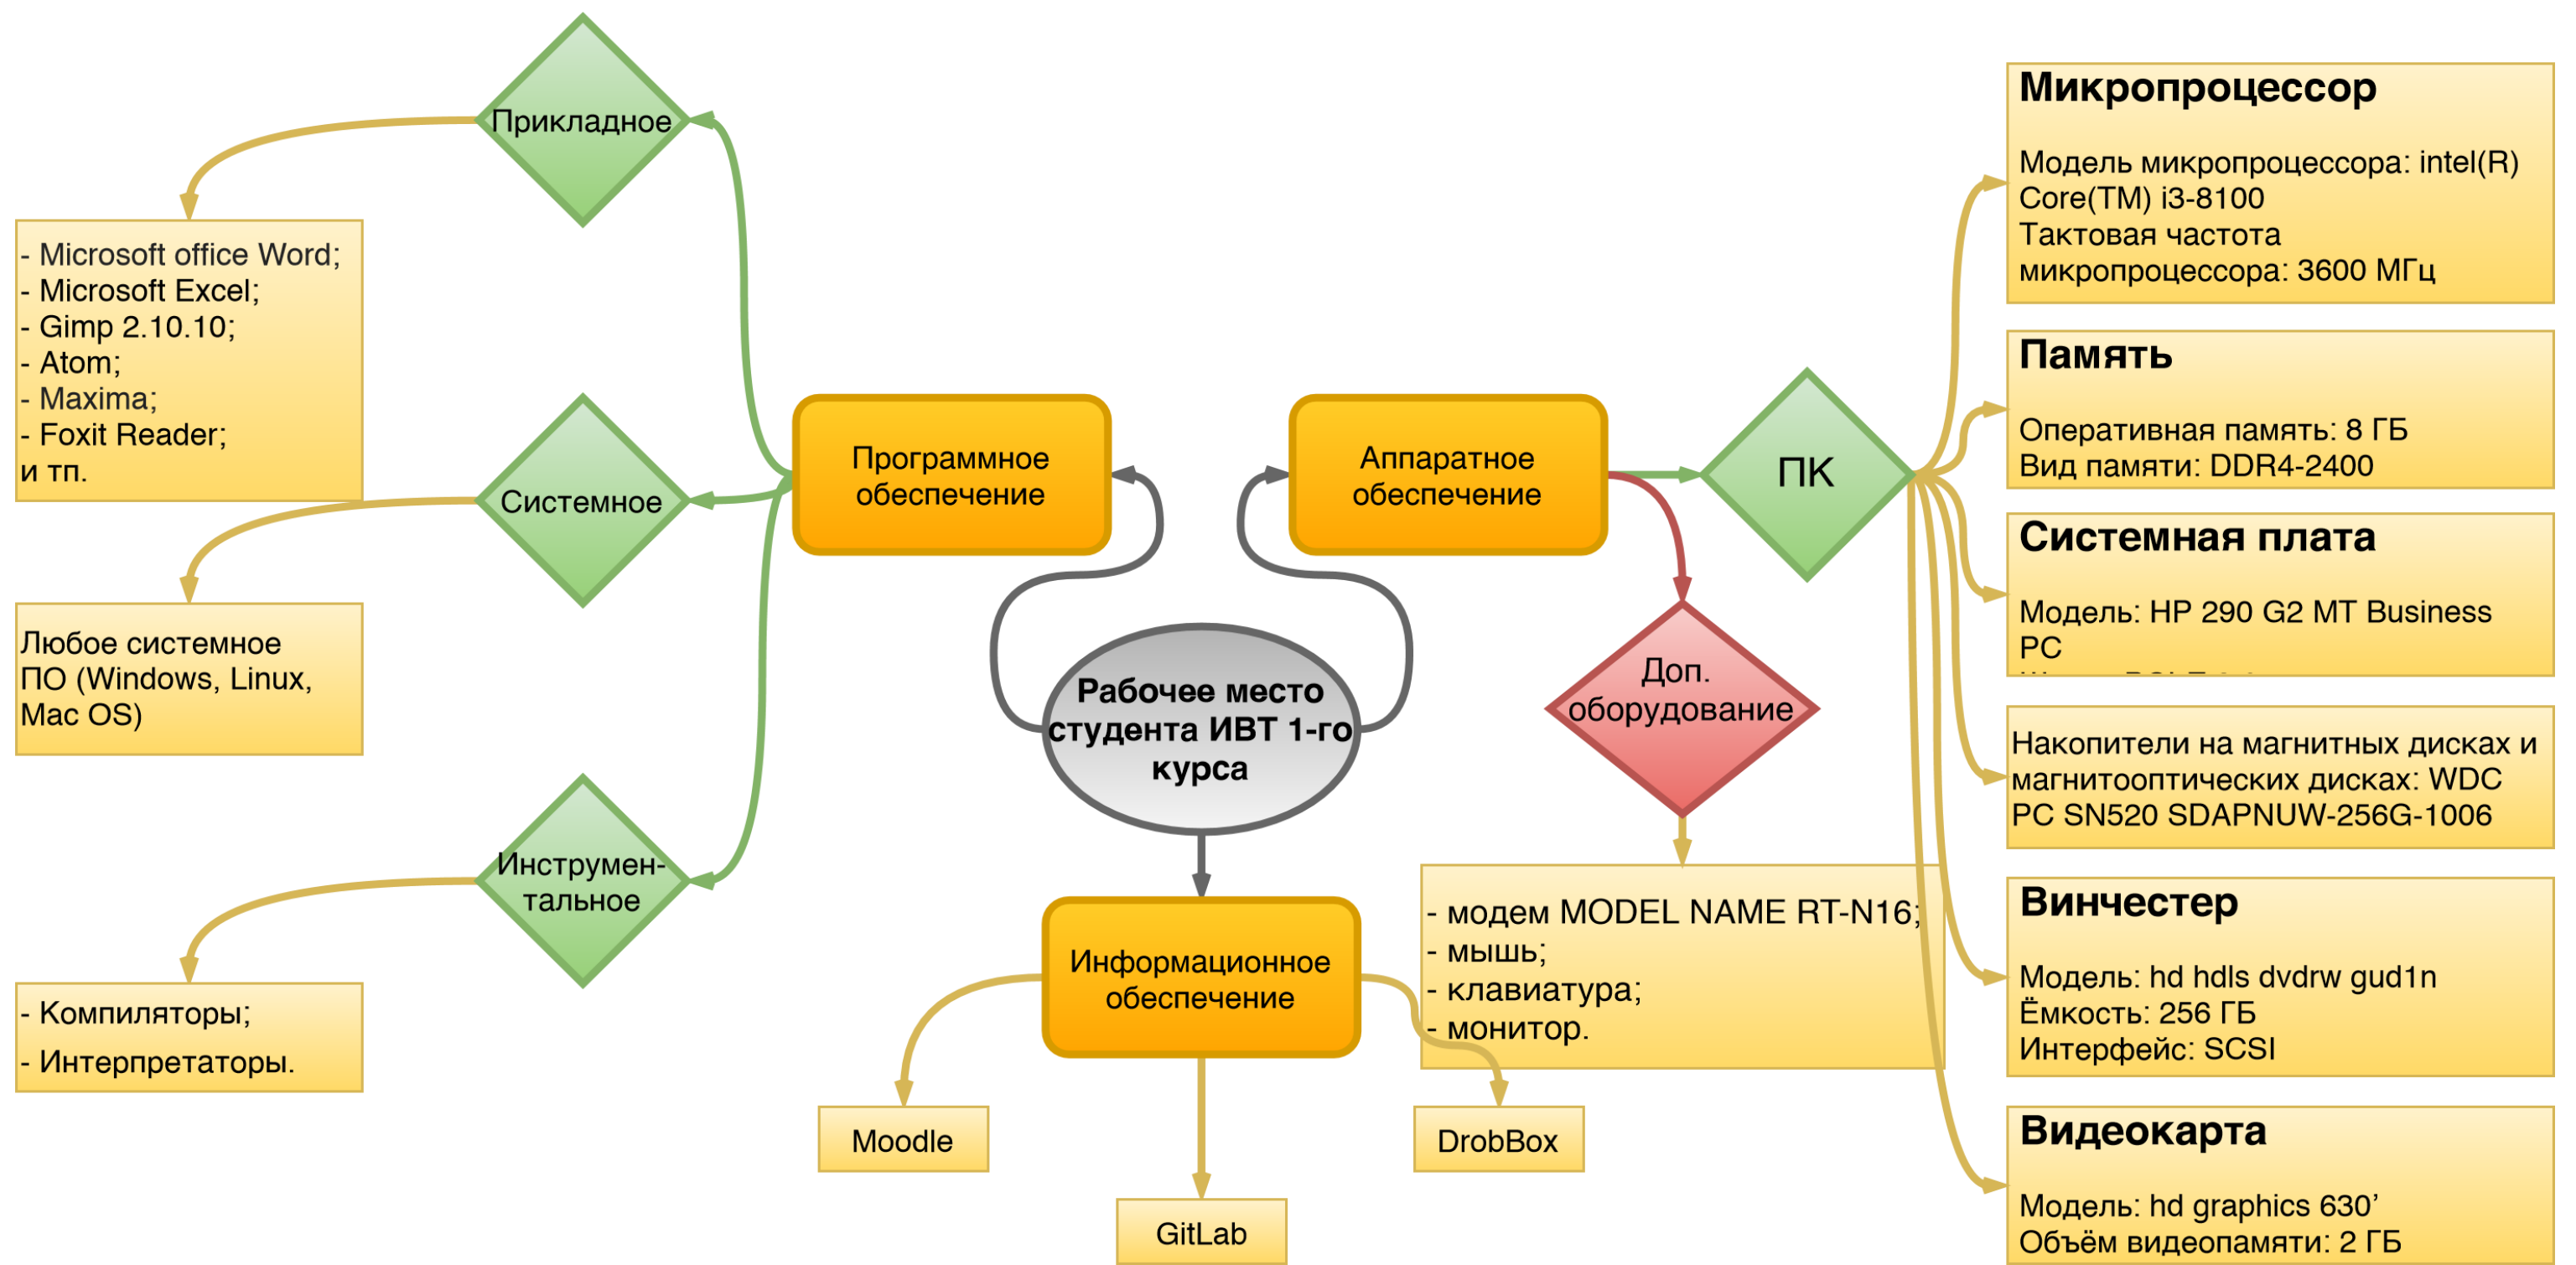 Прикладное
- Microsoft office Word;
- Microsoft Excel;
- Gimp 2.10.10;
- Atom;
- Maxima;
- Foxit Reader;
и тп.
Системное
Любое системное
ПО (Windows, Linux,
Mac OS)
Инструмен-
тальное
- Компиляторы;
- Интерпретаторы.
Программное
обеспечение
Аппаратное
обеспечение
Рабочее место
студента ИВТ 1-го
курса
Информационное
обеспечение
Moodle
GitLab
DrobBox
ПК
Доп.
оборудование
- модем MODEL NAME RT-N16;
- мышь;
- клавиатура;
- монитор.
Микропроцессор
Модель микропроцессора: intel(R)
Core(TM) i3-8100
Тактовая частота
микропроцессора: 3600 МГц
Память
Оперативная память: 8 ГБ
Вид памяти: DDR4-2400
Системная плата
Модель: HP 290 G2 MT Business
PC
Накопители на магнитных дисках и
магнитооптических дисках: WDC
PC SN520 SDAPNUW-256G-1006
Винчестер
Модель: hd hdls dvdrw gud1n
Ёмкость: 256 ГБ
Интерфейс: SCSI
Видеокарта
Модель: hd graphics 630’
Объём видеопамяти: 2 ГБ